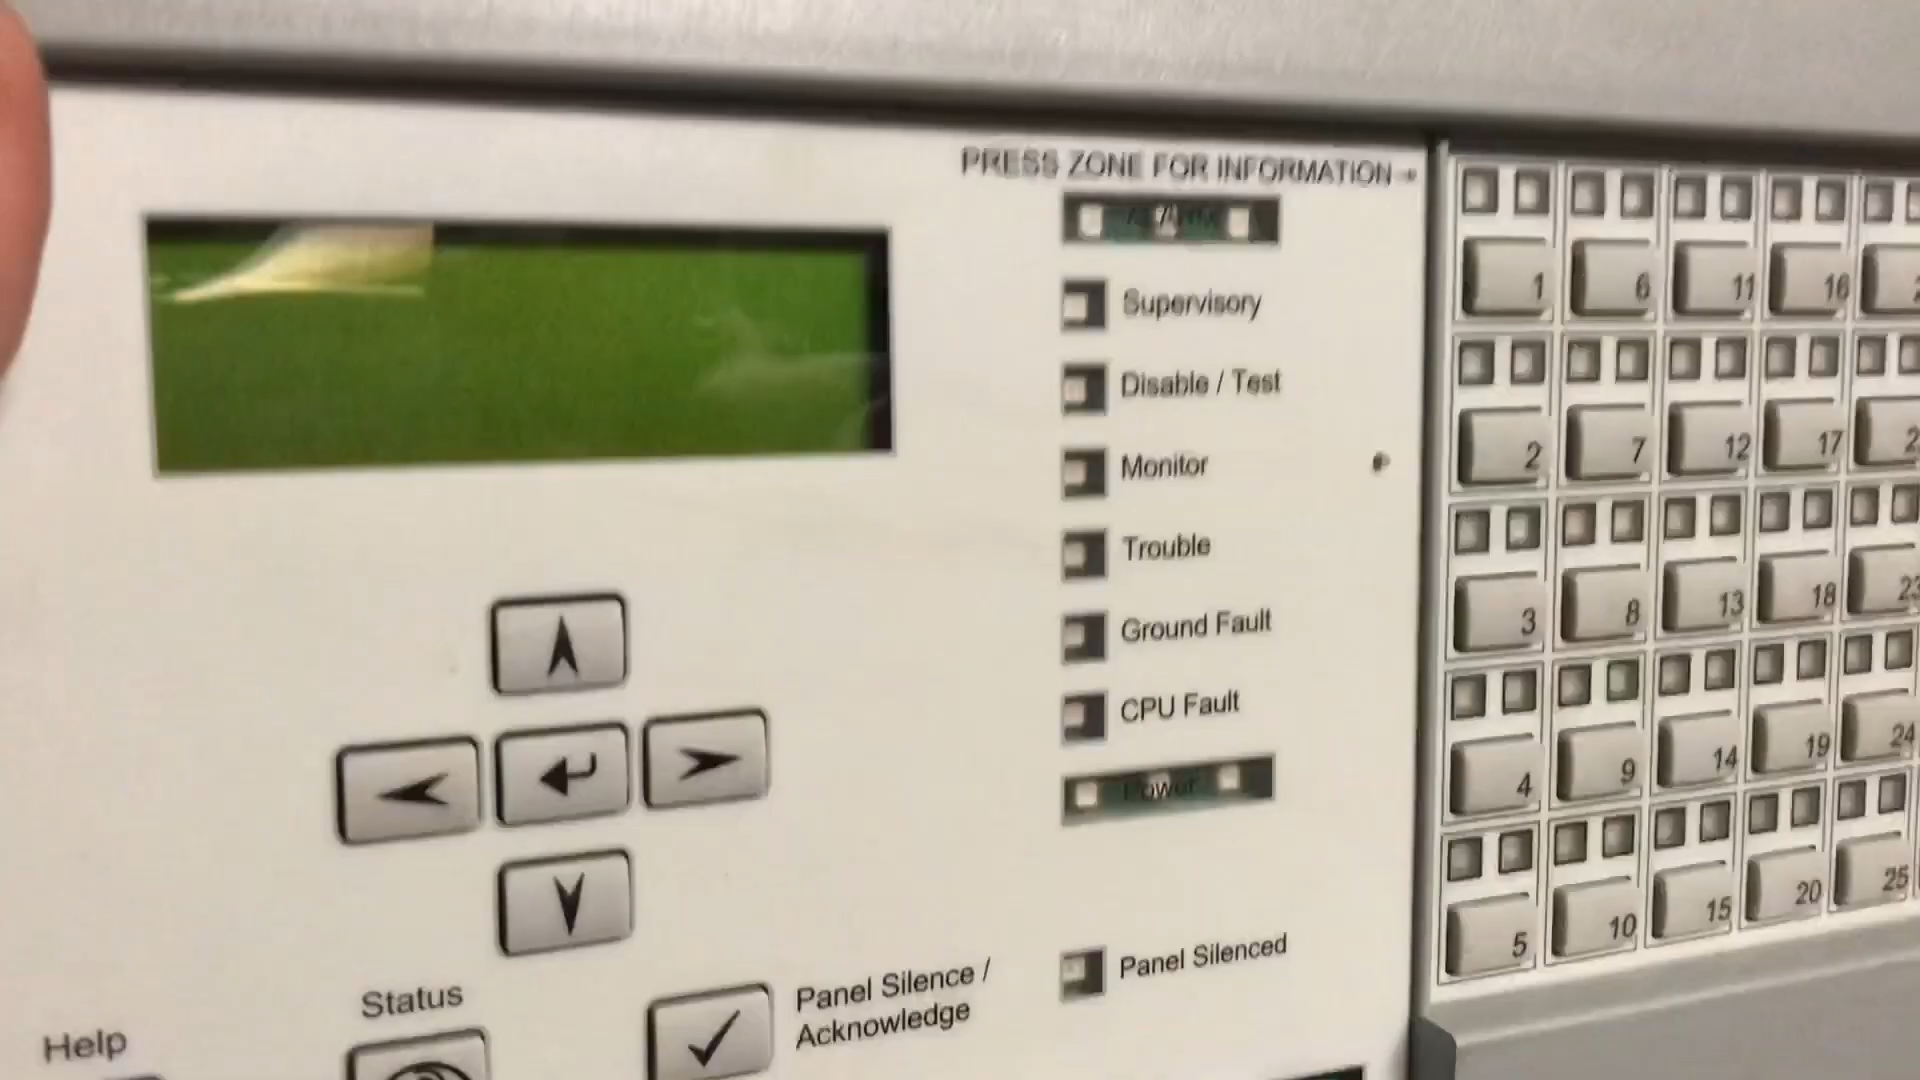 PRESS ZONE FOR INFORMATION
Supervisory
Disable / Test
Monitor
Trouble
Ground Fault
CPU Fault
Power
Panel Silenced
Panel Silence /
Acknowledge
Status
Help
1 6 11 16
2 7 12 17
3 8 13 18 23
4 9 14 19 24
5 10 15 20 25